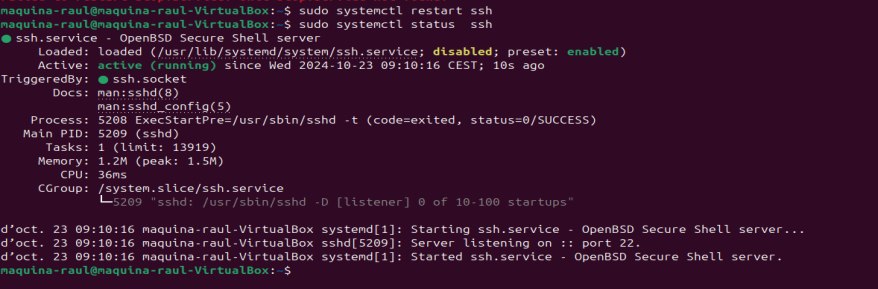 maquina-raul@maquina-raul-VirtualBox:~$ sudo systemctl restart ssh
maquina-raul@maquina-raul-VirtualBox:~$ sudo systemctl status  ssh
● ssh.service - OpenBSD Secure Shell server
Loaded: loaded (/usr/lib/systemd/system/ssh.service; disabled; preset: enabled)
Active: active (running) since Wed 2024-10-23 09:10:16 CEST; 10s ago
TriggeredBy: ● ssh.socket
Docs: man:sshd(8)
man:sshd_config(5)
Process: 5208 ExecStartPre=/usr/sbin/sshd -t (code=exited, status=0/SUCCESS)
Main PID: 5209 (sshd)
Tasks: 1 (limit: 13919)
Memory: 1.2M (peak: 1.5M)
CPU: 36ms
CGroup: /system.slice/ssh.service
└─5209 "sshd: /usr/sbin/sshd -D [listener] 0 of 10-100 startups"
d’oct. 23 09:10:16 maquina-raul-VirtualBox systemd[1]: Starting ssh.service - OpenBSD Secure Shell server...
d’oct. 23 09:10:16 maquina-raul-VirtualBox sshd[5209]: Server listening on :: port 22.
d’oct. 23 09:10:16 maquina-raul-VirtualBox systemd[1]: Started ssh.service - OpenBSD Secure Shell server.
maquina-raul@maquina-raul-VirtualBox:~$